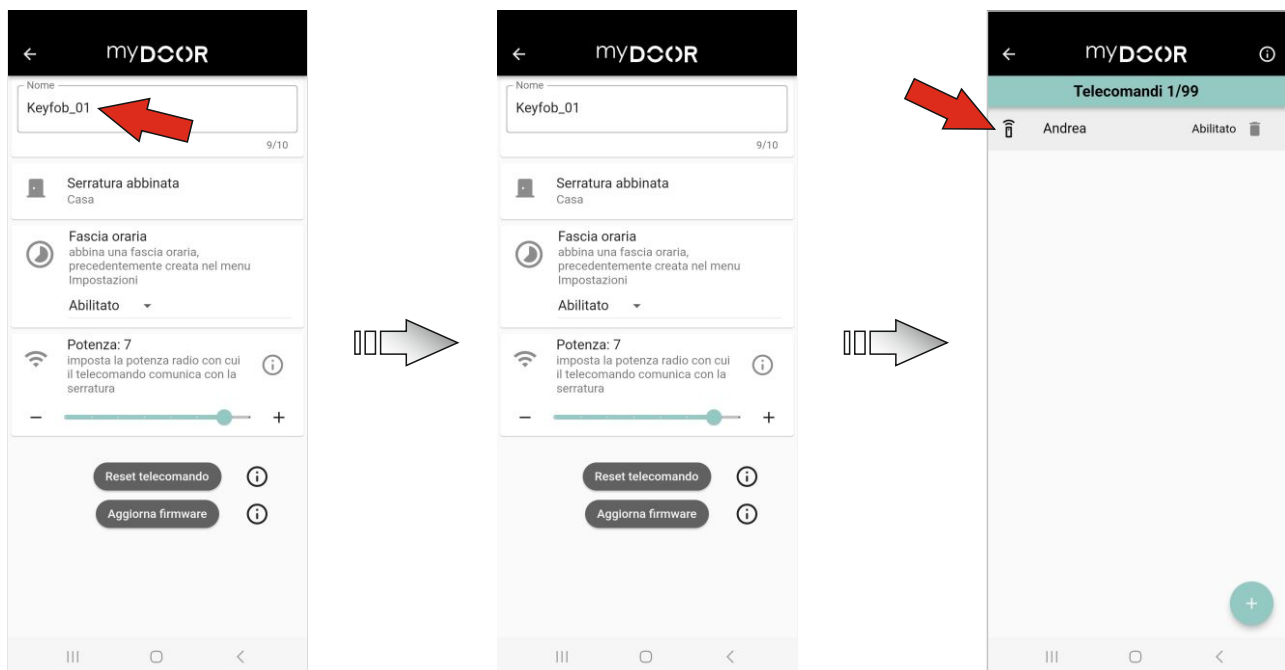 myDOOR
Nome
Keyfob_01
9/10
Serratura abbinata
Casa
Fascia oraria
abbina una fascia oraria,
precedentemente creata nel menu
Impostazioni
Abilitato
Potenza: 7
imposta la potenza radio con cui
il telecomando comunica con la
serratura
− +
Reset telecomando
Aggiorna firmware
myDOOR
Nome
Keyfob_01
9/10
Serratura abbinata
Casa
Fascia oraria
abbina una fascia oraria,
precedentemente creata nel menu
Impostazioni
Abilitato
Potenza: 7
imposta la potenza radio con cui
il telecomando comunica con la
serratura
− +
Reset telecomando
Aggiorna firmware
myDOOR
Telecomandi 1/99
Andrea Abilitato
+